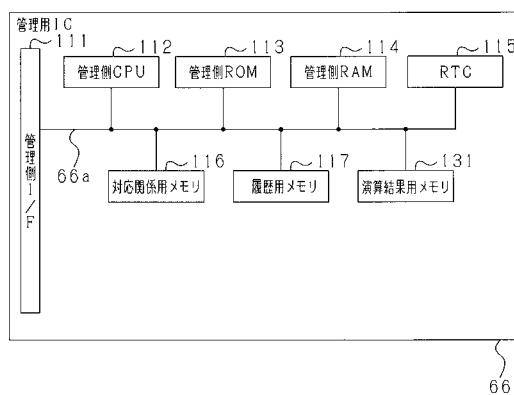 管理用IC
111
112
113
114
115
管理側CPU
管理側ROM
管理側RAM
RTC
管理側I/F
66a
116
117
131
対応関係用メモリ
履歴用メモリ
演算結果用メモリ
66